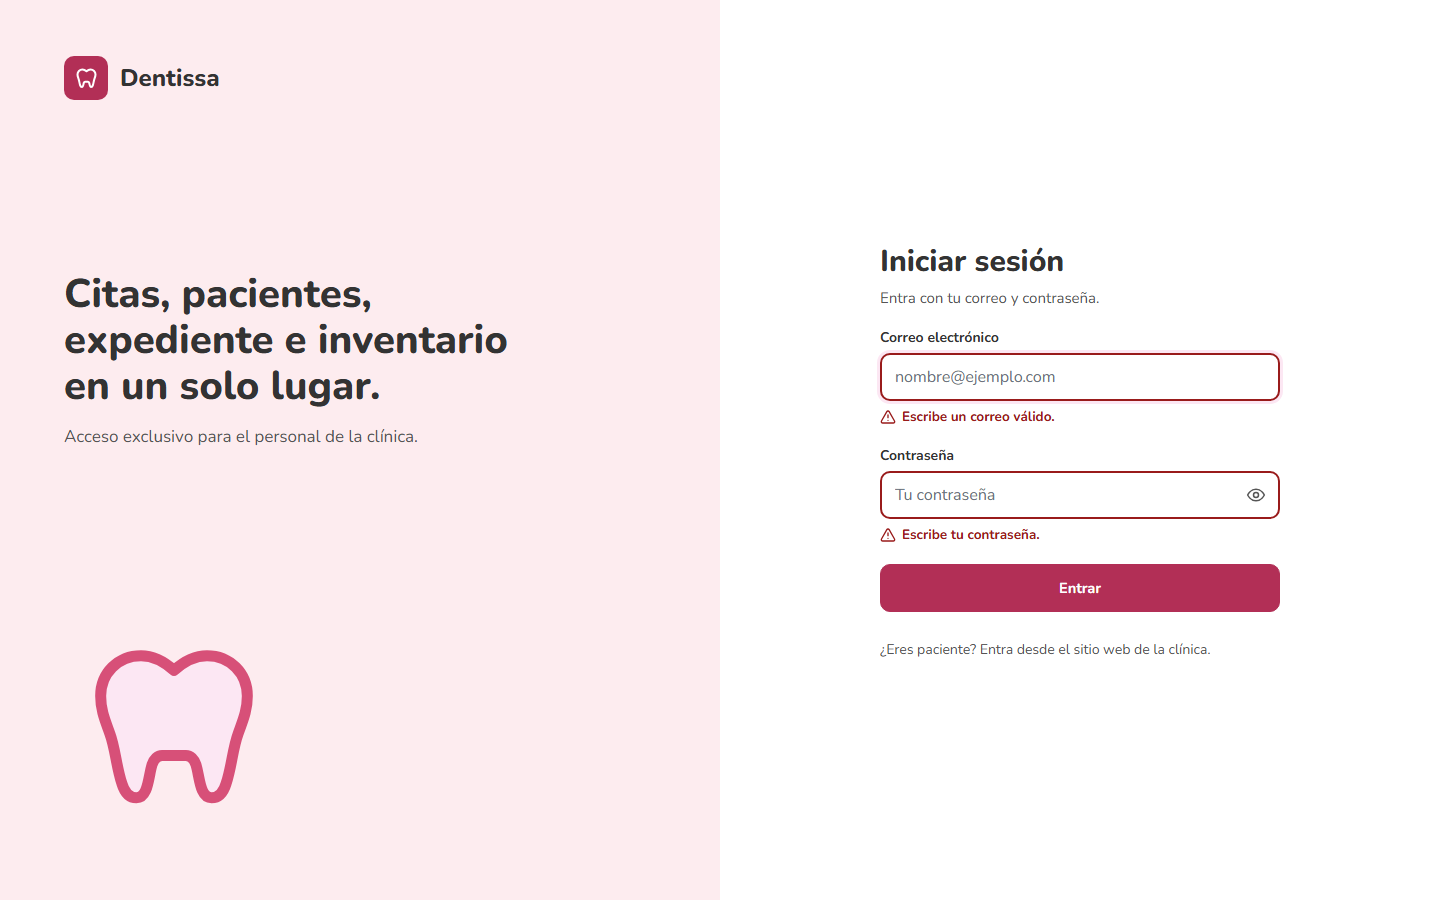 Dentissa
Citas, pacientes,
expediente e inventario
en un solo lugar.
Acceso exclusivo para el personal de la clínica.
Iniciar sesión
Entra con tu correo y contraseña.
Correo electrónico
nombre@ejemplo.com
Escribe un correo válido.
Contraseña
Tu contraseña
Escribe tu contraseña.
Entrar
¿Eres paciente? Entra desde el sitio web de la clínica.